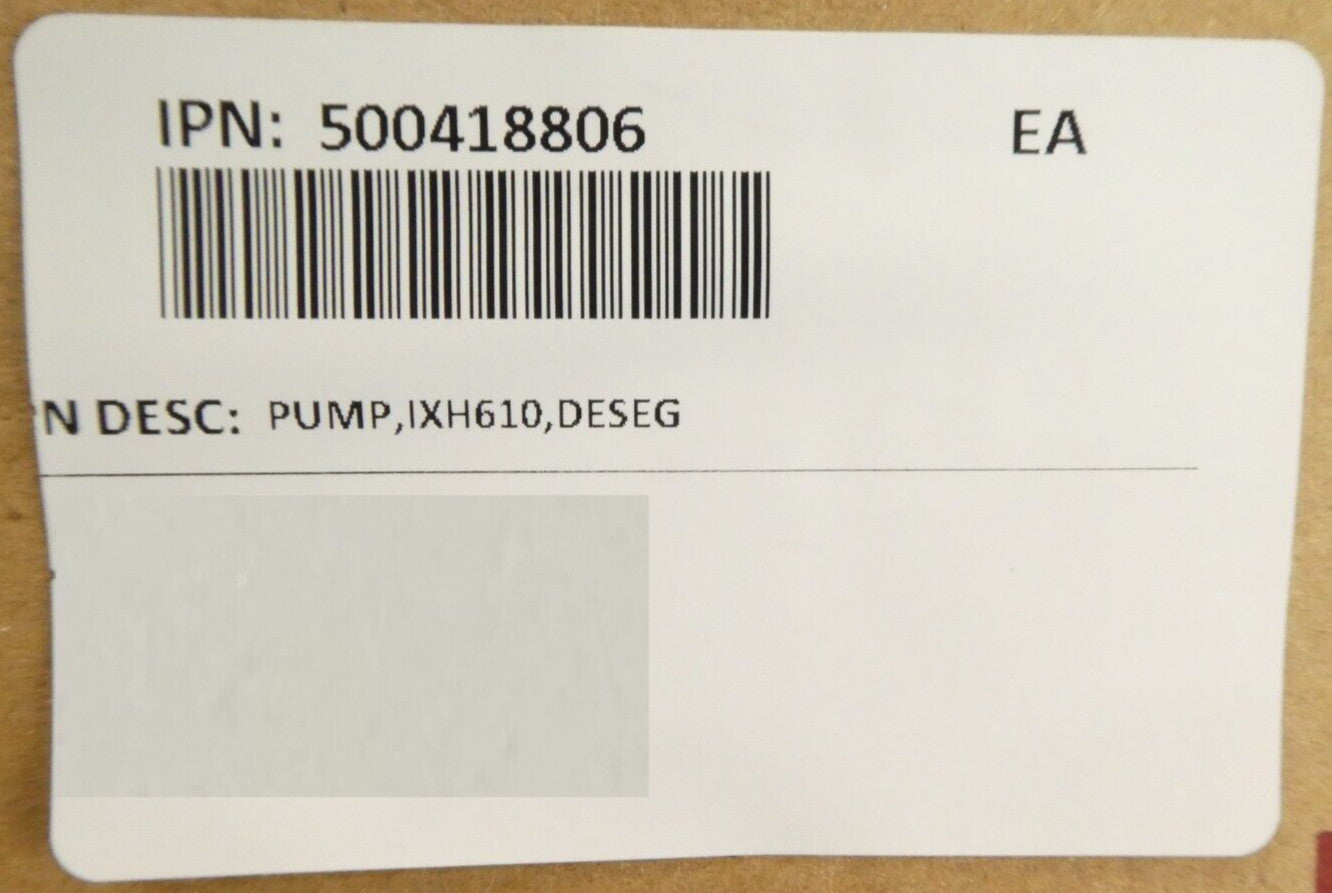 IPN: 500418806 EA
N DESC: PUMP,IXH610,DESEG